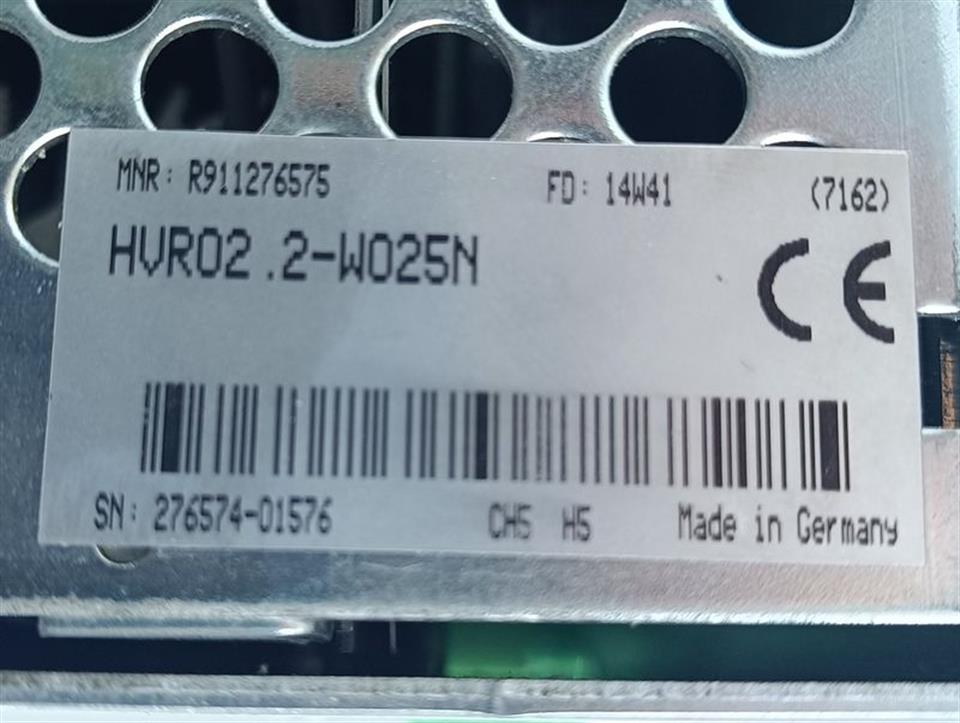 MNR: R911276575 FD: 14W41 (7162)
HVR02.2-W025N
CE
SN: 276574-01576 CH5 H5 Made in Germany